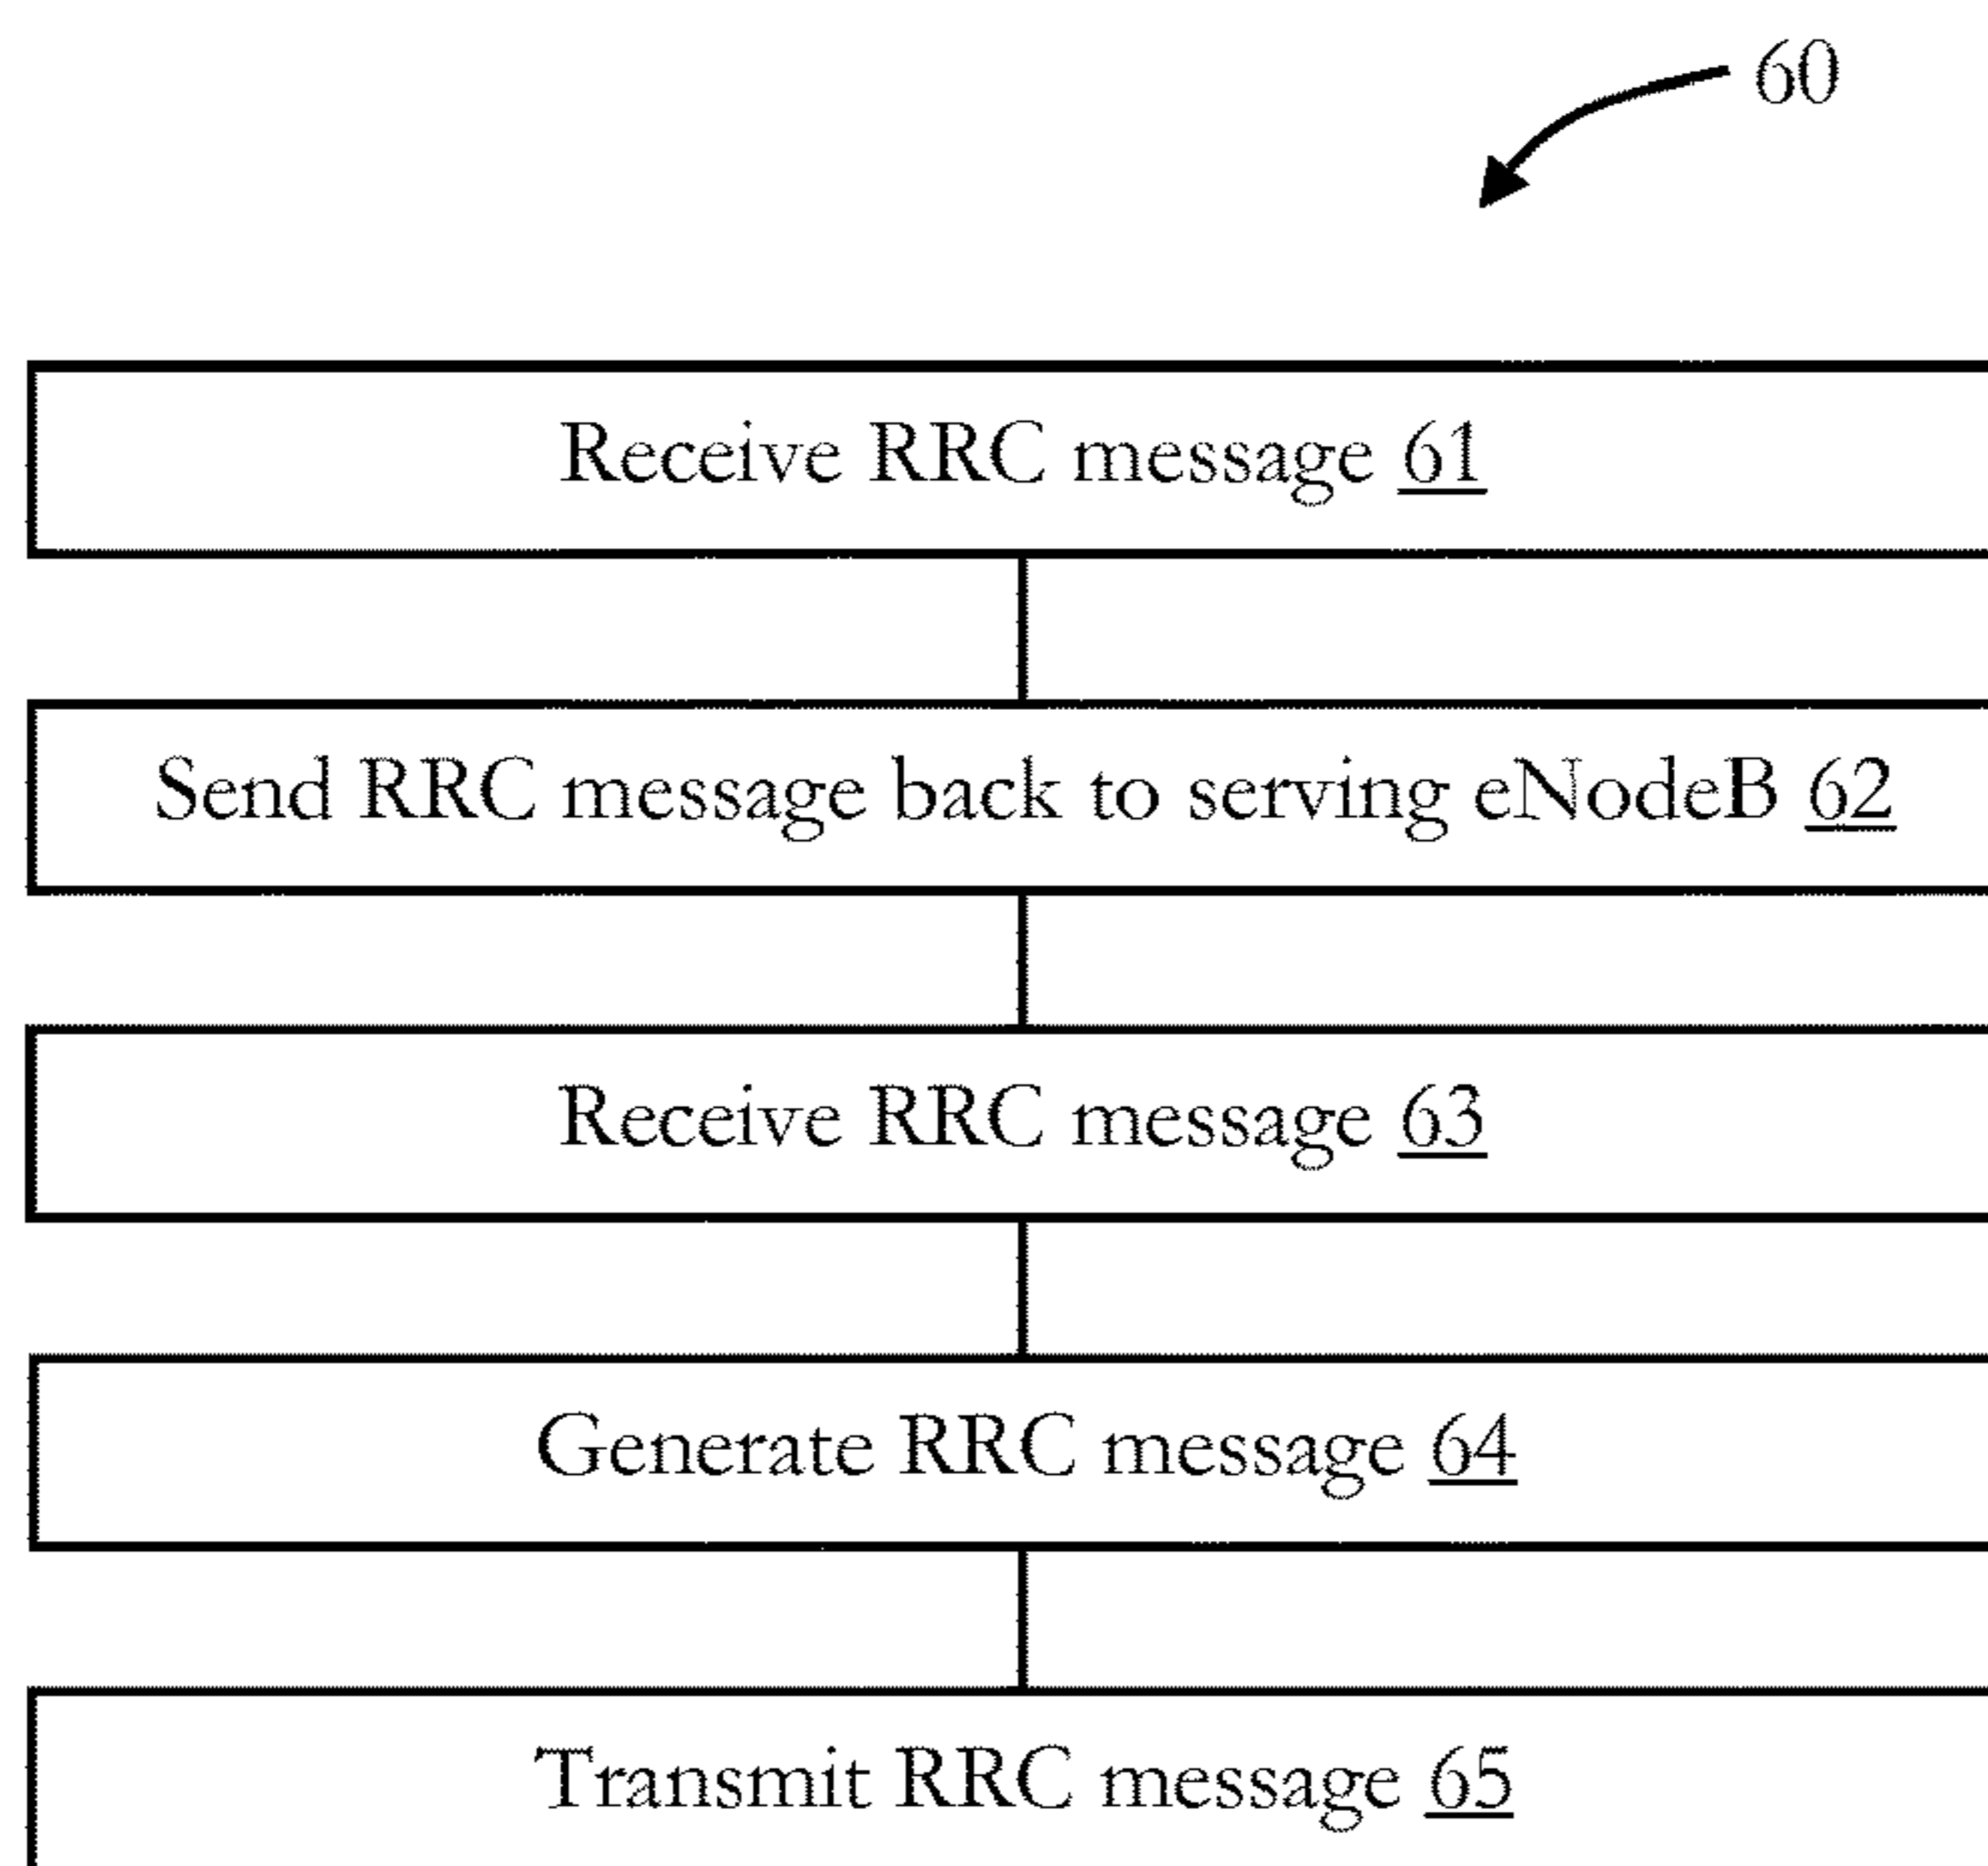 60
Receive RRC message 61
Send RRC message back to serving eNodeB 62
Receive RRC message 63
Generate RRC message 64
Transmit RRC message 65